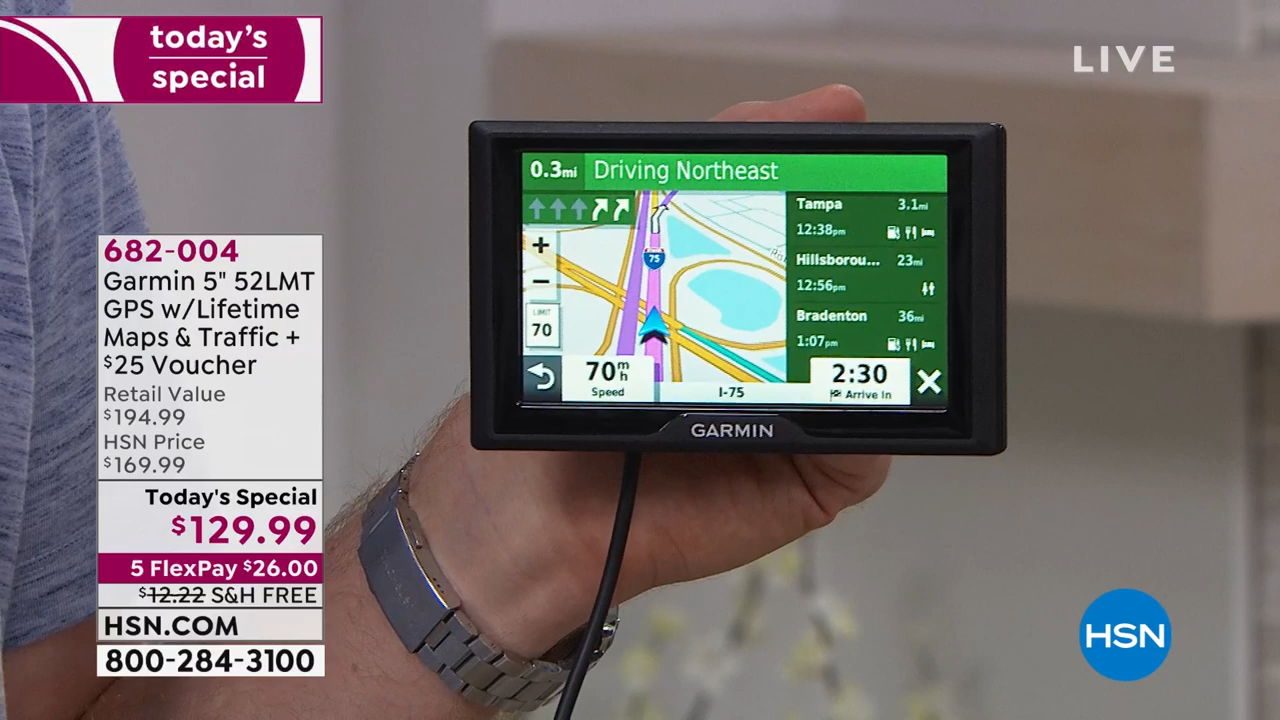 today's
special
LIVE
682-004
Garmin 5" 52LMT
GPS w/Lifetime
Maps & Traffic +
$25 Voucher
Retail Value
$194.99
HSN Price
$169.99
Today's Special
$129.99
5 FlexPay $26.00
$12.22 S&H FREE
HSN.COM
800-284-3100
0.3mi Driving Northeast
+
−
LIMIT
70
75
70mh
Speed
I-75
Tampa 3.1mi
12:38pm
Hillsborou... 23mi
12:56pm
Bradenton 36mi
1:07pm
2:30
Arrive In
GARMIN
HSN